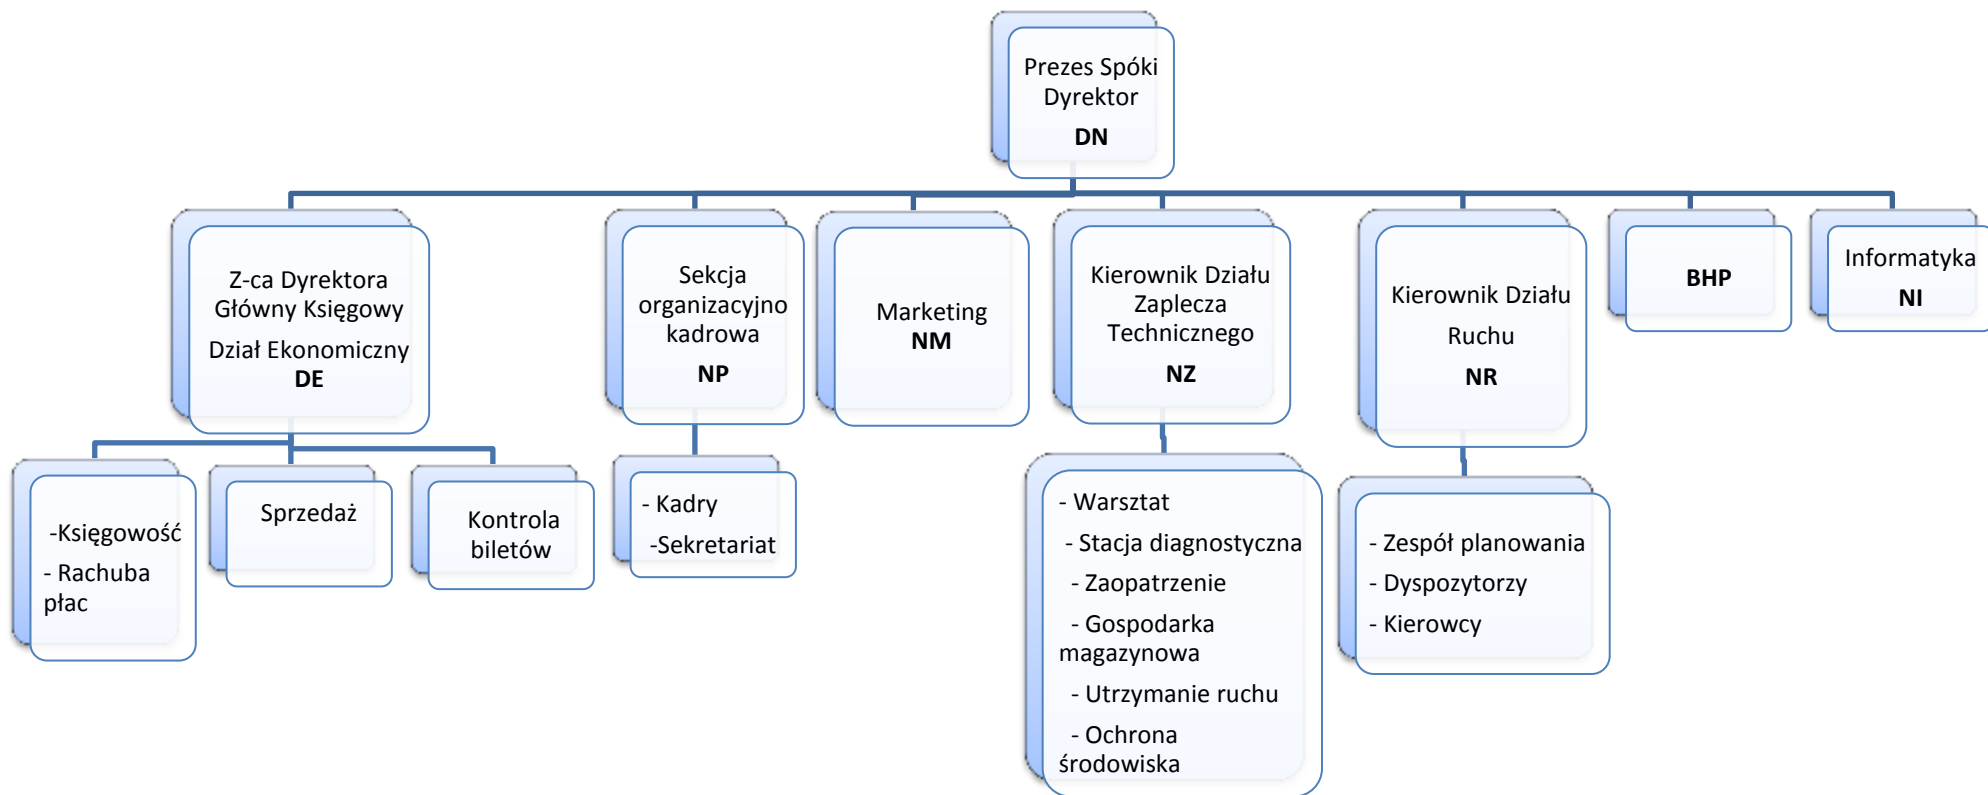 Prezes Spóki
Dyrektor
DN
Z-ca Dyrektora
Główny Księgowy
Dział Ekonomiczny
DE
Sekcja
organizacyjno
kadrowa
NP
Marketing
NM
Kierownik Działu
Zaplecza
Technicznego
NZ
Kierownik Działu
Ruchu
NR
BHP
Informatyka
NI
-Księgowość
- Rachuba
płac
Sprzedaż
Kontrola
biletów
- Kadry
-Sekretariat
- Warsztat
- Stacja diagnostyczna
- Zaopatrzenie
- Gospodarka
magazynowa
- Utrzymanie ruchu
- Ochrona
środowiska
- Zespół planowania
- Dyspozytorzy
- Kierowcy